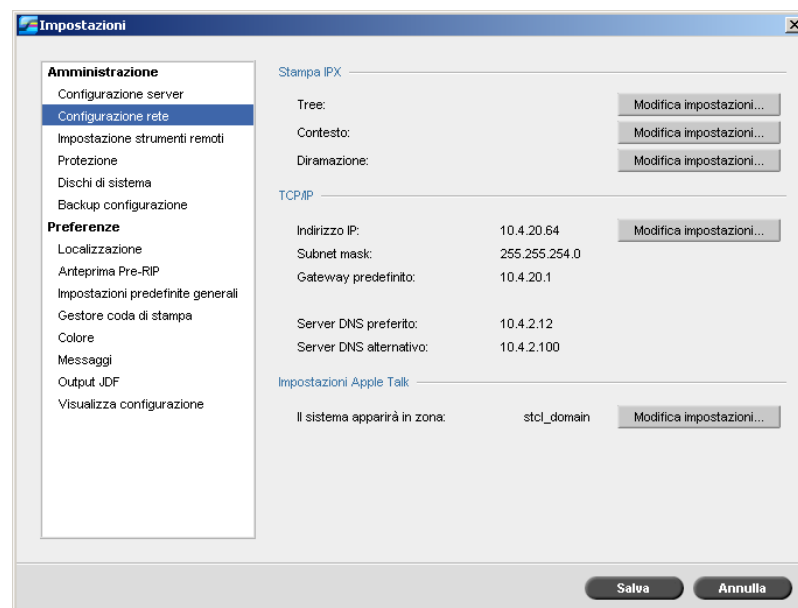 Impostazioni
Amministrazione
Configurazione server
Configurazione rete
Impostazione strumenti remoti
Protezione
Dischi di sistema
Backup configurazione
Preferenze
Localizzazione
Anteprima Pre-RIP
Impostazioni predefinite generali
Gestore coda di stampa
Colore
Messaggi
Output JDF
Visualizza configurazione
Stampa IPX
Tree: Modifica impostazioni...
Contesto: Modifica impostazioni...
Diramazione: Modifica impostazioni...
TCP/IP
Indirizzo IP: 10.4.20.64 Modifica impostazioni...
Subnet mask: 255.255.254.0
Gateway predefinito: 10.4.20.1
Server DNS preferito: 10.4.2.12
Server DNS alternativo: 10.4.2.100
Impostazioni Apple Talk
Il sistema apparirà in zona: stcl_domain Modifica impostazioni...
Salva Annulla